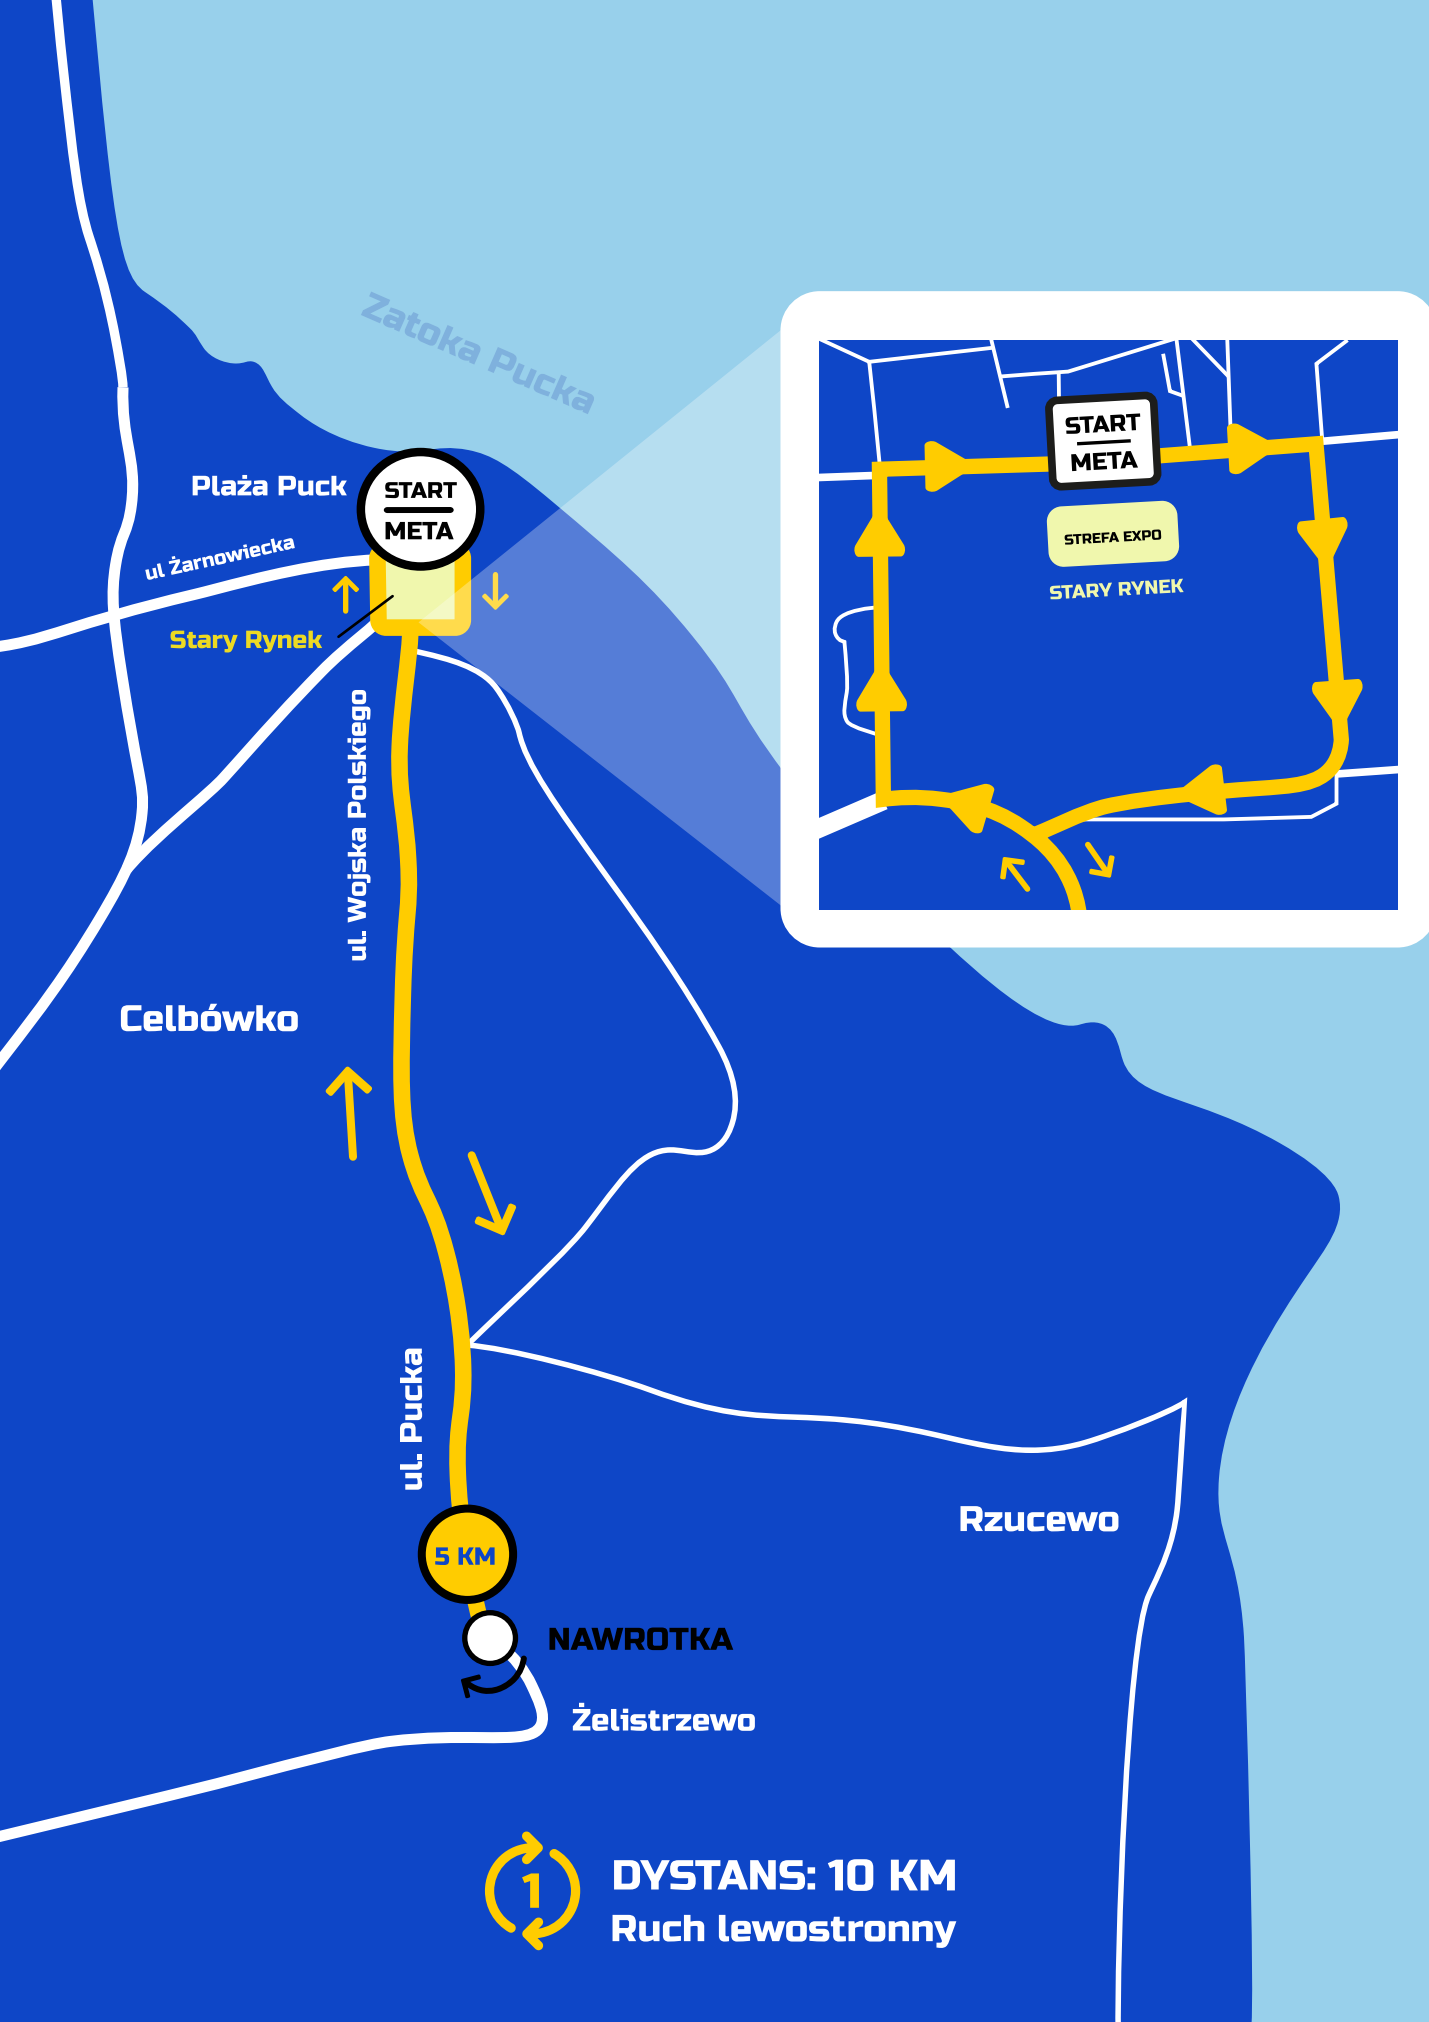 Zatoka Pucka
Plaża Puck
START
META
ul Żarnowiecka
Stary Rynek
START
META
STREFA EXPO
STARY RYNEK
ul. Wojska Polskiego
Celbówko
ul. Pucka
Rzucewo
5 KM
NAWROTKA
Żelistrzewo
1
DYSTANS: 10 KM
Ruch lewostronny